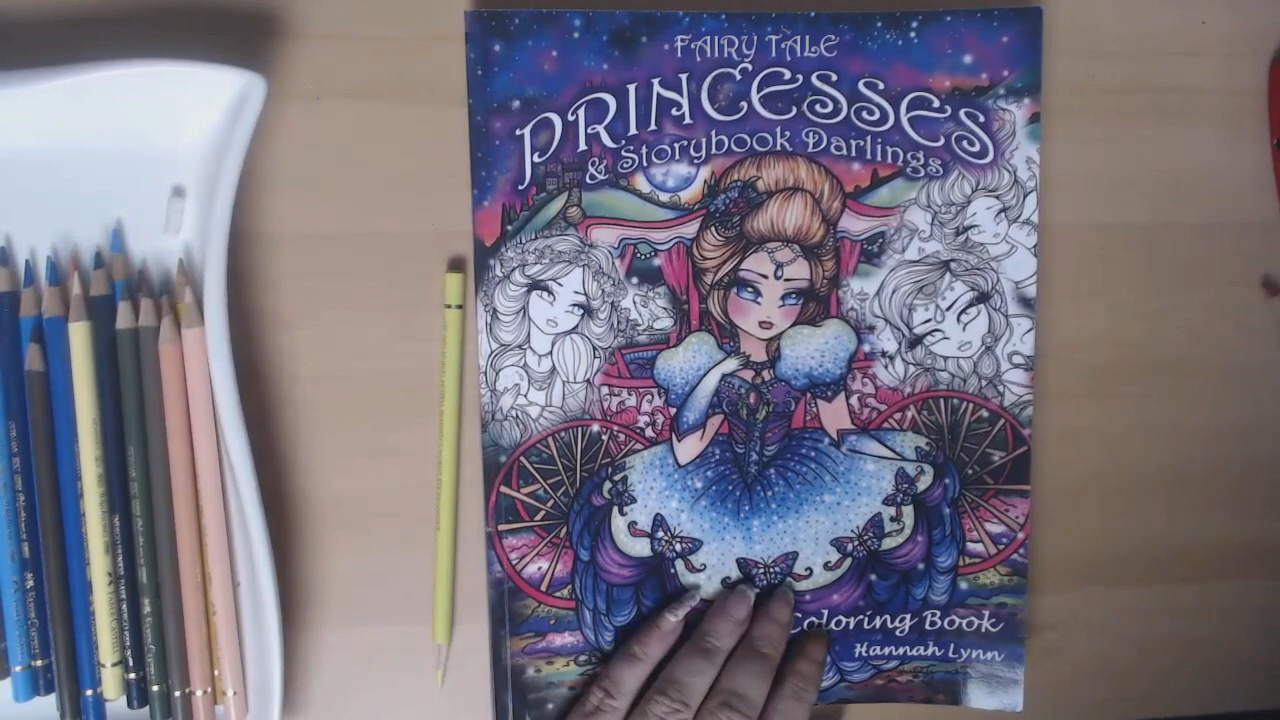 FAIRY TALE
PRINCESSES
& Storybook Darlings
Coloring Book
Hannah Lynn